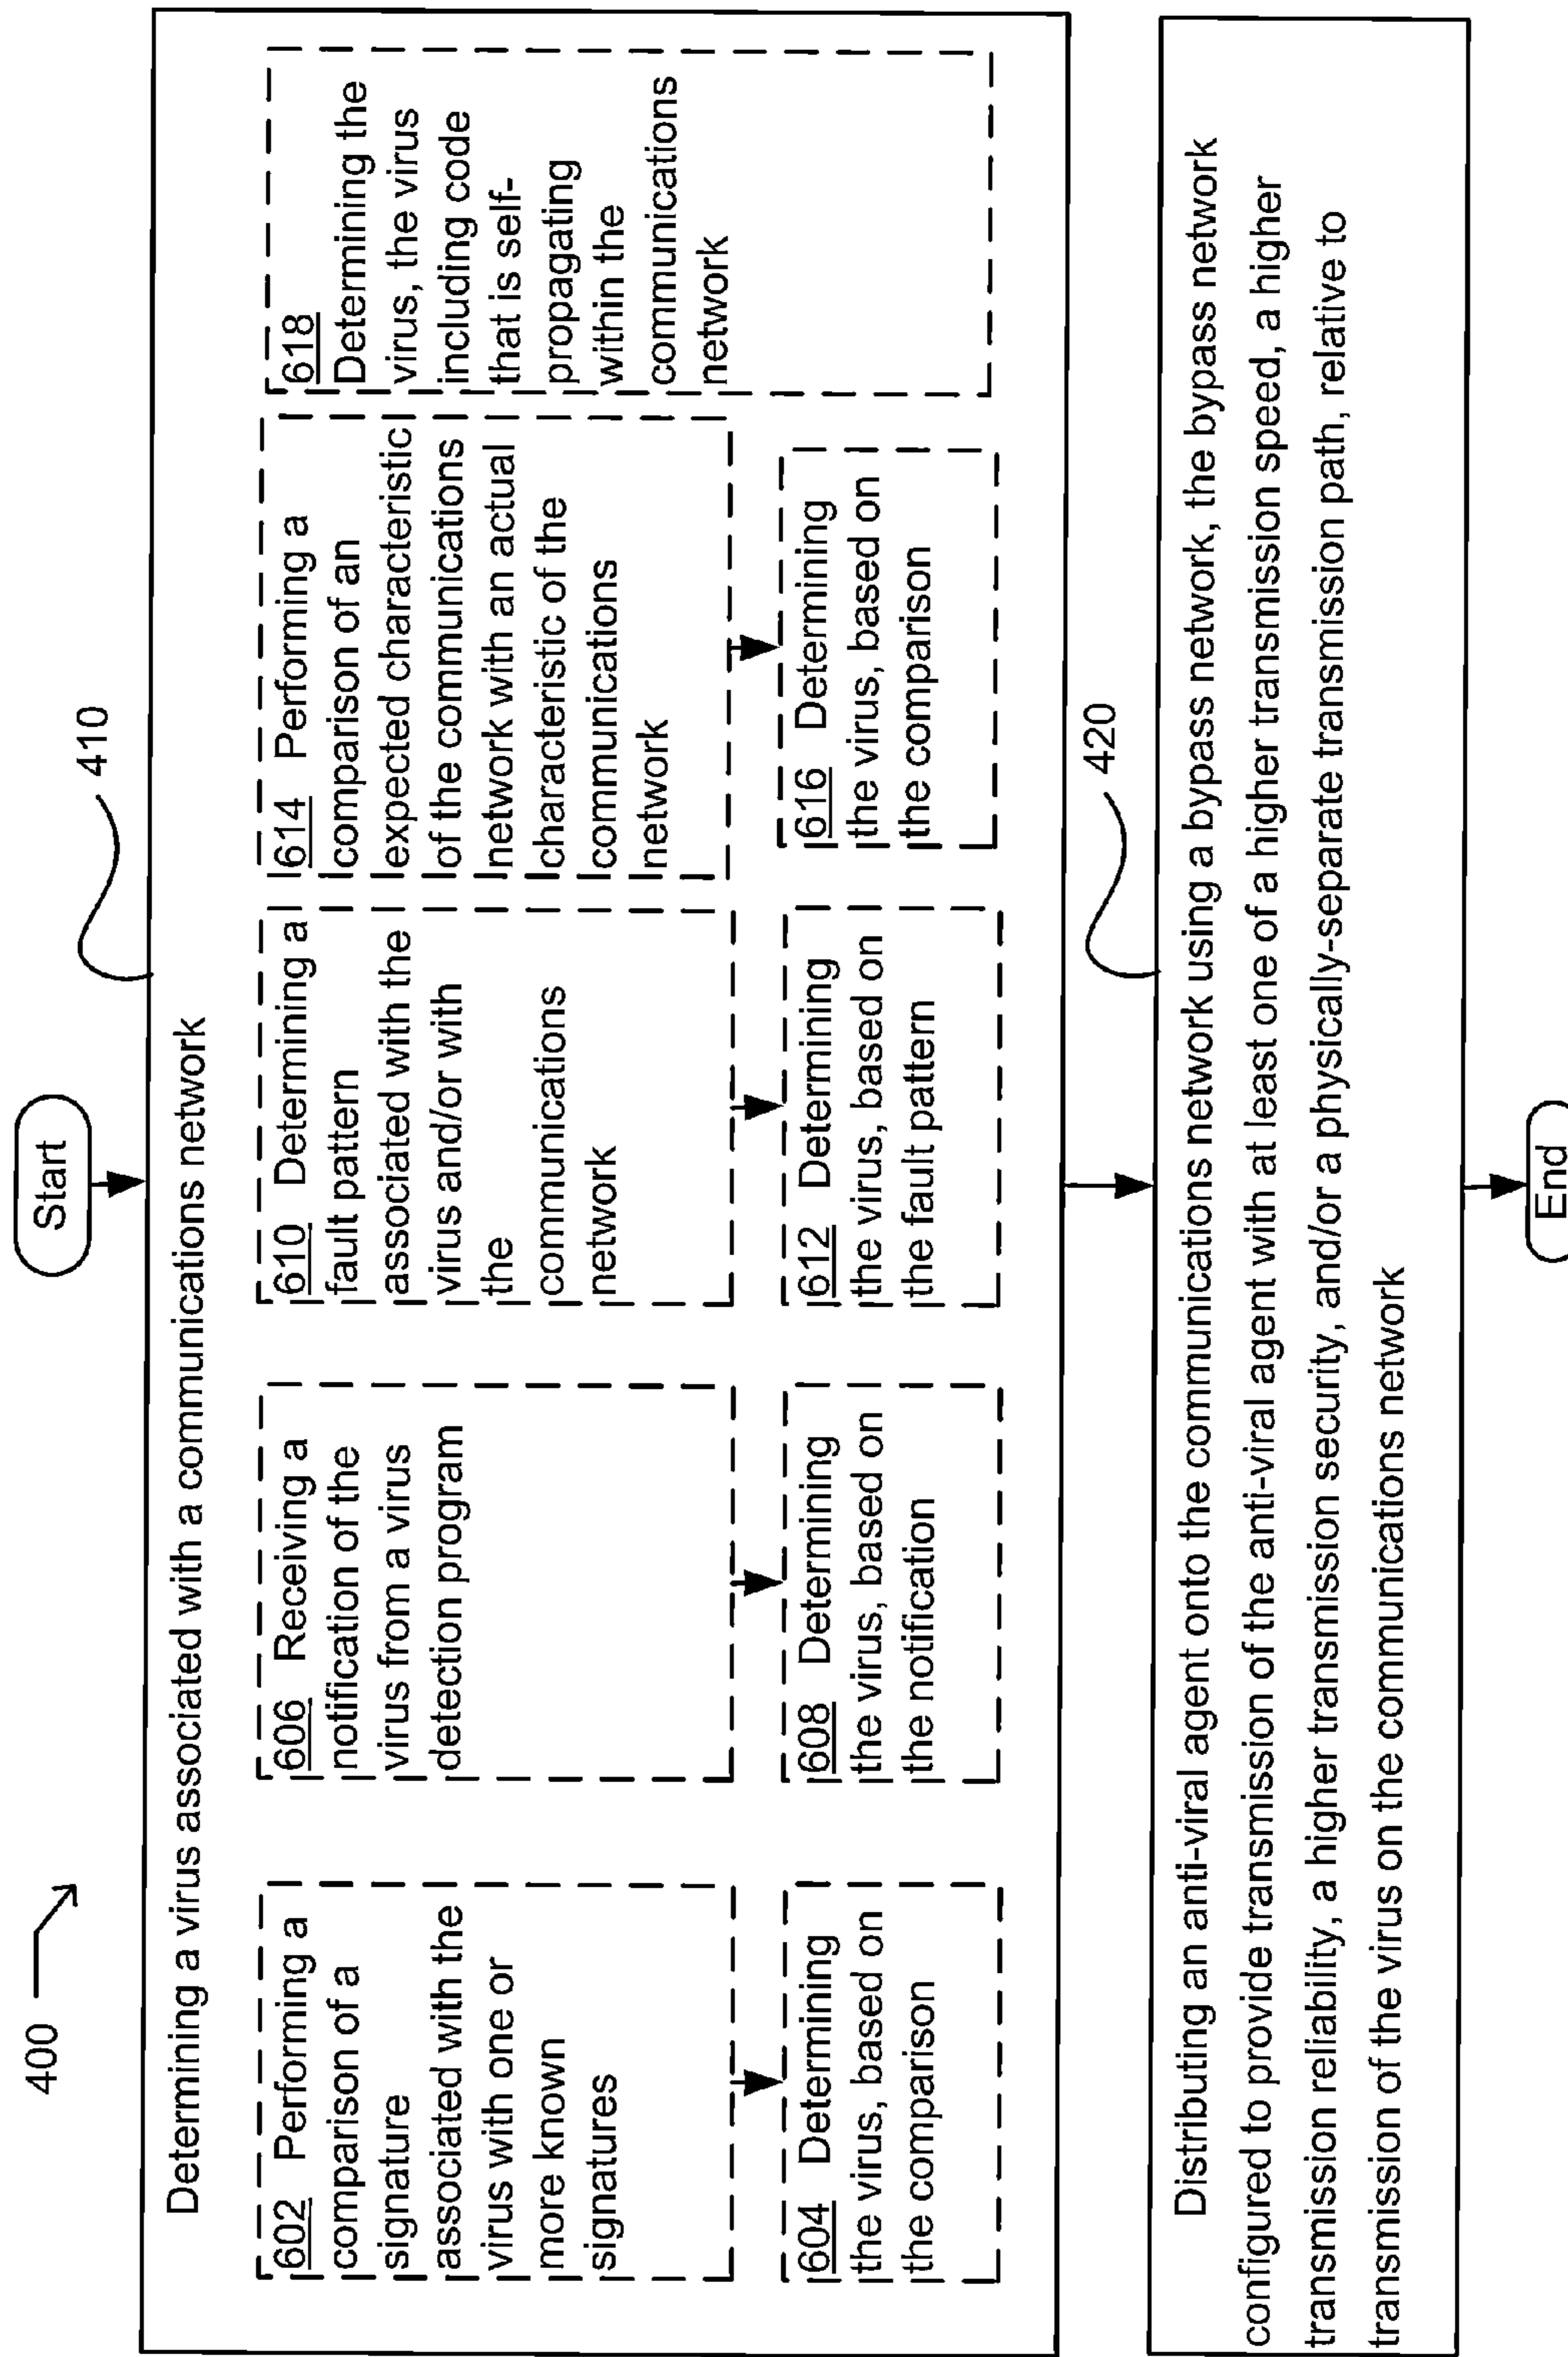 400
Start
410
Determining a virus associated with a communications network
602 Performing a
comparison of a
signature
associated with the
virus with one or
more known
signatures
604 Determining
the virus, based on
the comparison
606 Receiving a
notification of the
virus from a virus
detection program
608 Determining
the virus, based on
the notification
610 Determining a
fault pattern
associated with the
virus and/or with
the
communications
network
612 Determining
the virus, based on
the fault pattern
614 Performing a
comparison of an
expected characteristic
of the communications
network with an actual
characteristic of the
communications
network
616 Determining
the virus, based on
the comparison
618
Determining the
virus, the virus
including code
that is self-
propagating
within the
communications
network
420
Distributing an anti-viral agent onto the communications network using a bypass network, the bypass network
configured to provide transmission of the anti-viral agent with at least one of a higher transmission speed, a higher
transmission reliability, a higher transmission security, and/or a physically-separate transmission path, relative to
transmission of the virus on the communications network
End